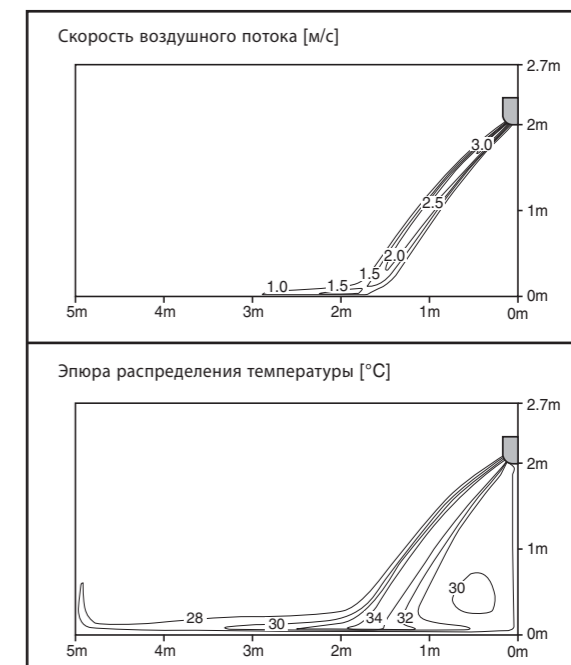 Скорость воздушного потока [м/с]
2.7m
2m
3.0
2.5
1m
2.0
1.5
1.0
1.5
0m
5m 4m 3m 2m 1m 0m
Эпюра распределения температуры [°C]
2.7m
2m
1m
30
28
30
34
32
0m
5m 4m 3m 2m 1m 0m